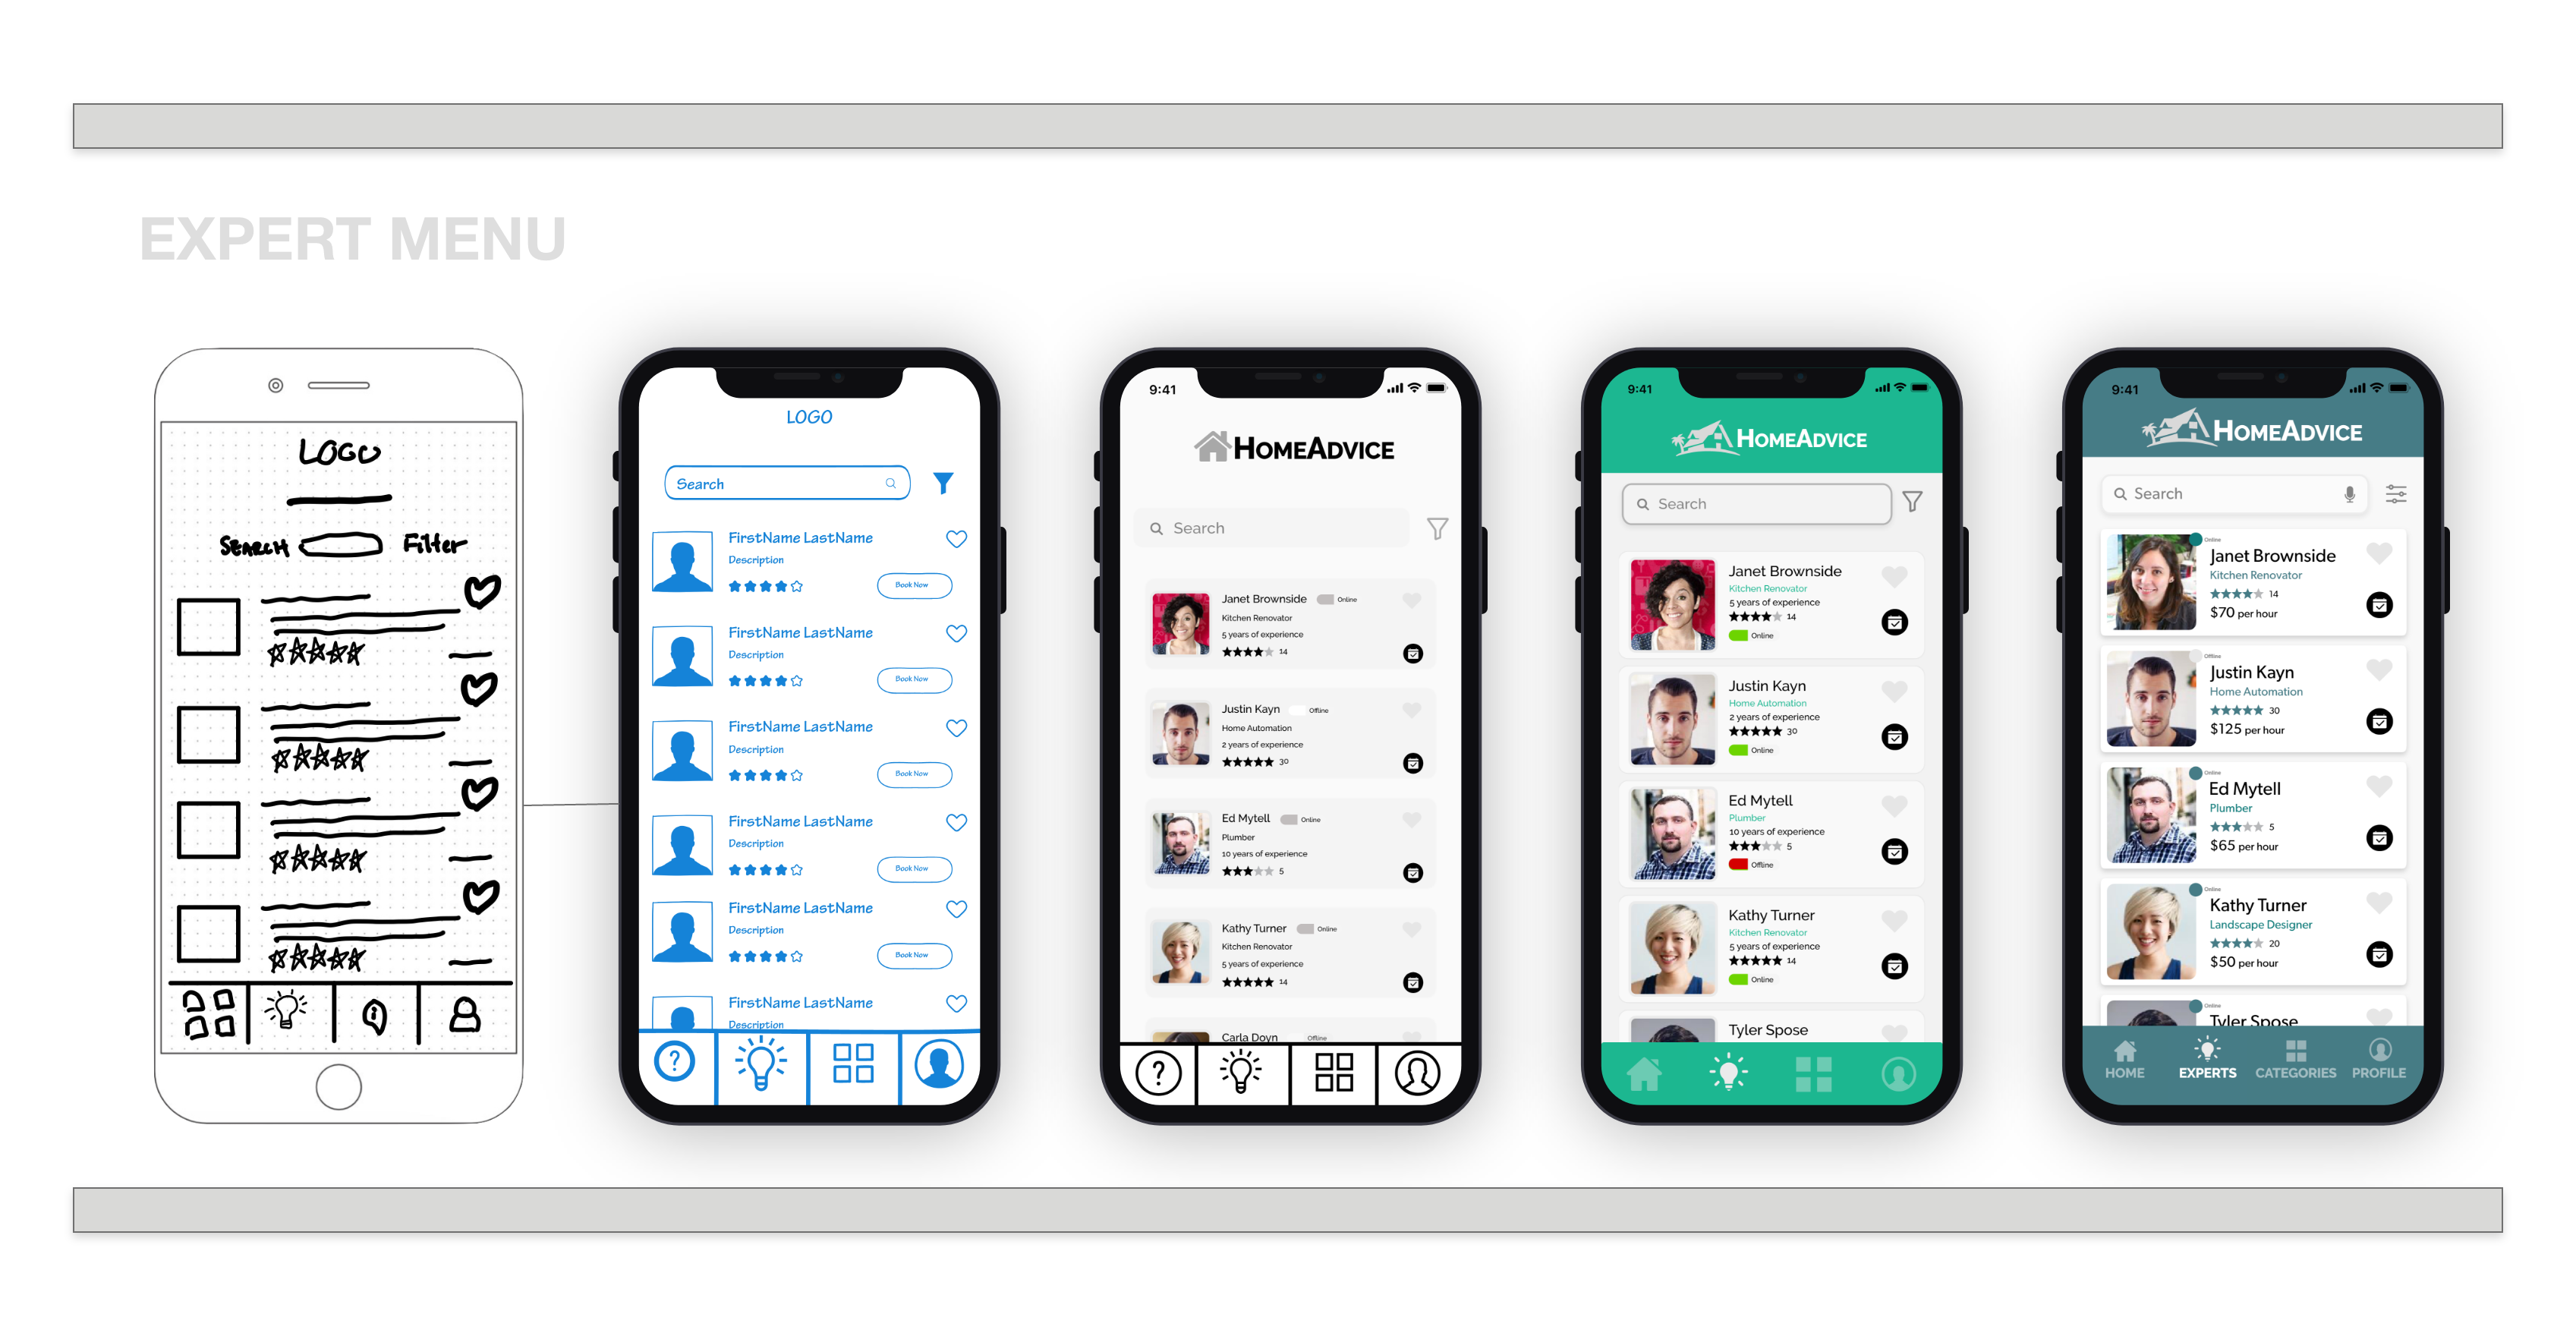 EXPERT MENU
LOGO
SEARCH Filter
LOGO
Search
FirstName LastName
Description
Book Now
FirstName LastName
Description
Book Now
FirstName LastName
Description
Book Now
FirstName LastName
Description
Book Now
FirstName LastName
Description
Book Now
FirstName LastName
Description
9:41
HOMEADVICE
Search
Janet Brownside Online
Kitchen Renovator
5 years of experience
14
Justin Kayn Offline
Home Automation
2 years of experience
30
Ed Mytell Online
Plumber
10 years of experience
5
Kathy Turner Online
Kitchen Renovator
5 years of experience
14
Carla Doyn Offline
9:41
HOMEADVICE
Search
Janet Brownside
Kitchen Renovator
5 years of experience
14
Online
Justin Kayn
Home Automation
2 years of experience
30
Online
Ed Mytell
Plumber
10 years of experience
5
Offline
Kathy Turner
Kitchen Renovator
5 years of experience
14
Online
Tyler Spose
9:41
HOMEADVICE
Search
Online
Janet Brownside
Kitchen Renovator
14
$70 per hour
Offline
Justin Kayn
Home Automation
30
$125 per hour
Online
Ed Mytell
Plumber
5
$65 per hour
Online
Kathy Turner
Landscape Designer
20
$50 per hour
Online
Tyler Spose
HOME EXPERTS CATEGORIES PROFILE